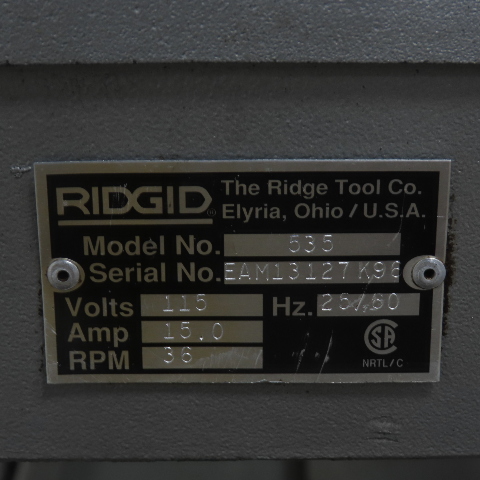 RIDGID® The Ridge Tool Co.
Elyria, Ohio / U.S.A.
Model No. 535
Serial No. EAM13127K98
Volts 115 Hz. 25/60
Amp 15.0
RPM 36
NRTL/C